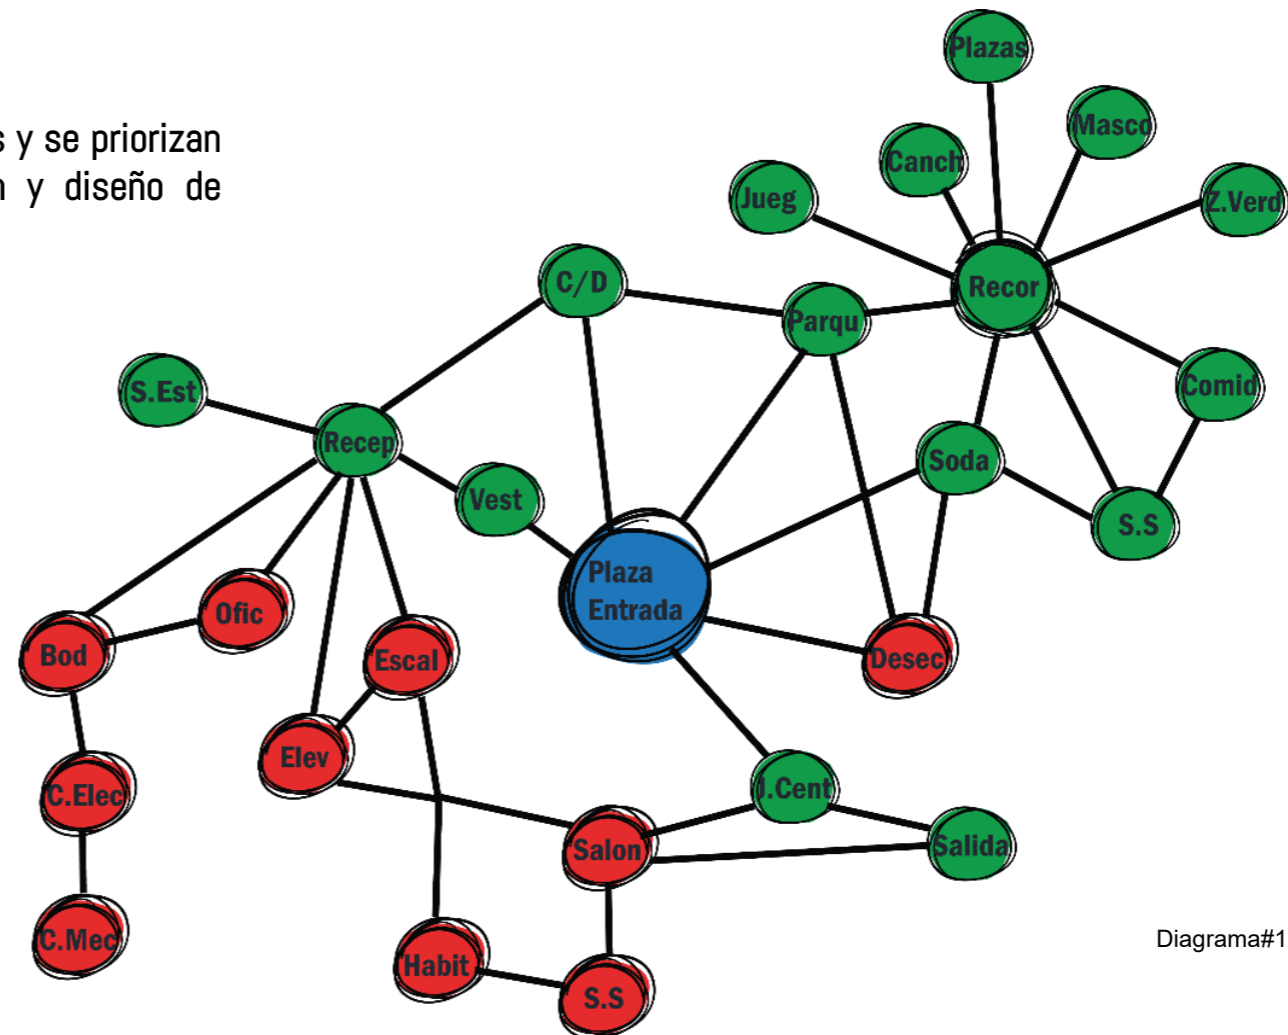 s y se priorizan
n y diseño de
Plazas
Masco
Canch
Jueg
Z.Verd
C/D
Recor
Parqu
S.Est
Comid
Recep
Soda
Vest
S.S
Plaza
Entrada
Ofic
Bod
Escal
Desec
Elev
C.Elec
J.Cent
Salon
Salida
C.Mec
Habit
S.S
Diagrama#1